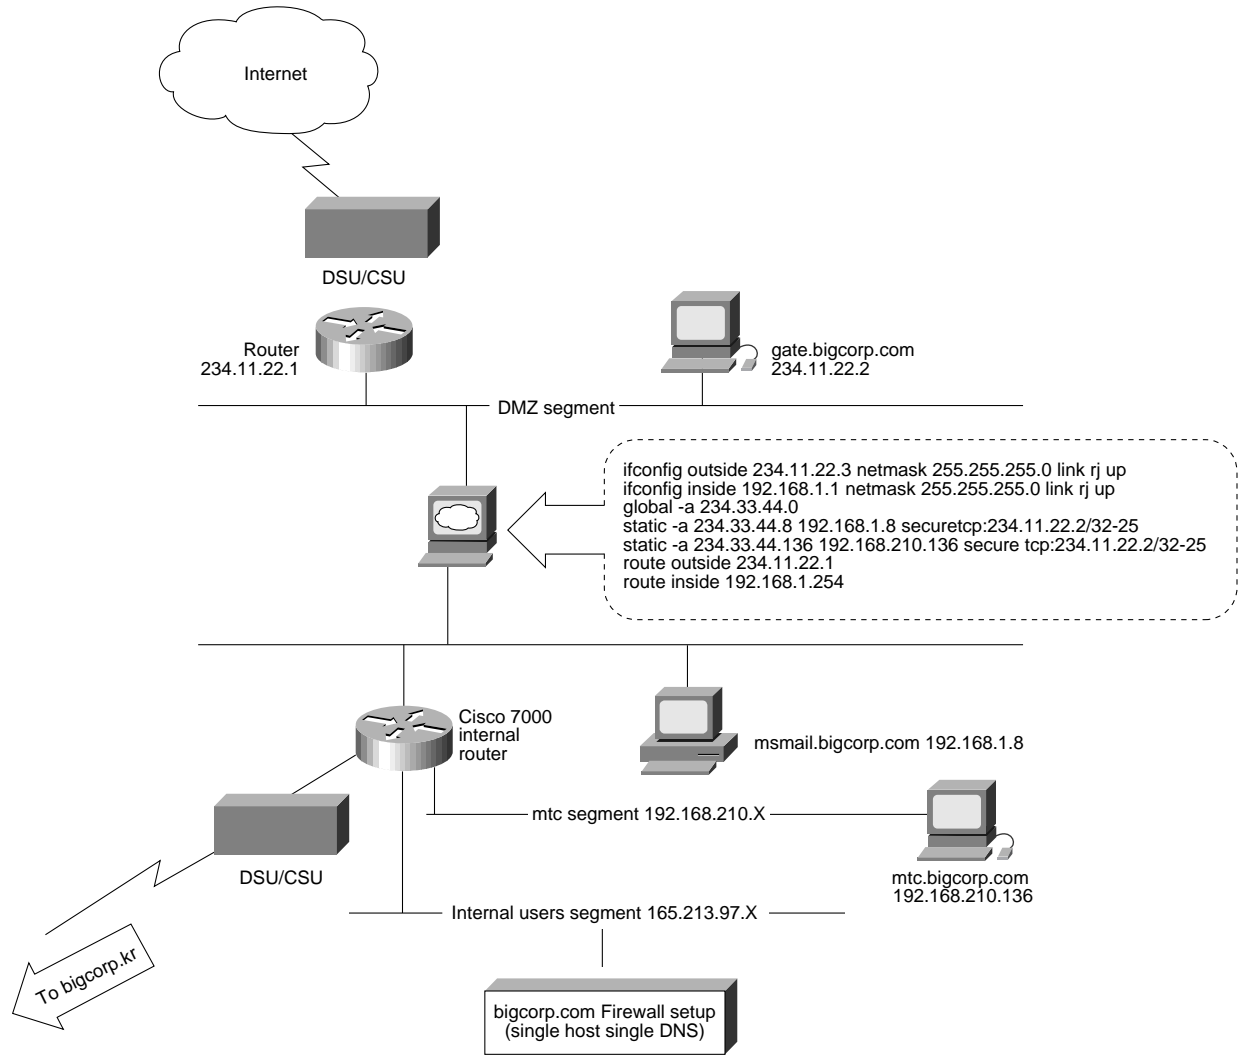 Internet
DSU/CSU
Router
234.11.22.1
gate.bigcorp.com
234.11.22.2
DMZ segment
ifconfig outside 234.11.22.3 netmask 255.255.255.0 link rj up
ifconfig inside 192.168.1.1 netmask 255.255.255.0 link rj up
global -a 234.33.44.0
static -a 234.33.44.8 192.168.1.8 securetcp:234.11.22.2/32-25
static -a 234.33.44.136 192.168.210.136 secure tcp:234.11.22.2/32-25
route outside 234.11.22.1
route inside 192.168.1.254
Cisco 7000
internal
router
msmail.bigcorp.com 192.168.1.8
mtc segment 192.168.210.X
DSU/CSU
mtc.bigcorp.com
192.168.210.136
Internal users segment 165.213.97.X
To bigcorp.kr
bigcorp.com Firewall setup
(single host single DNS)